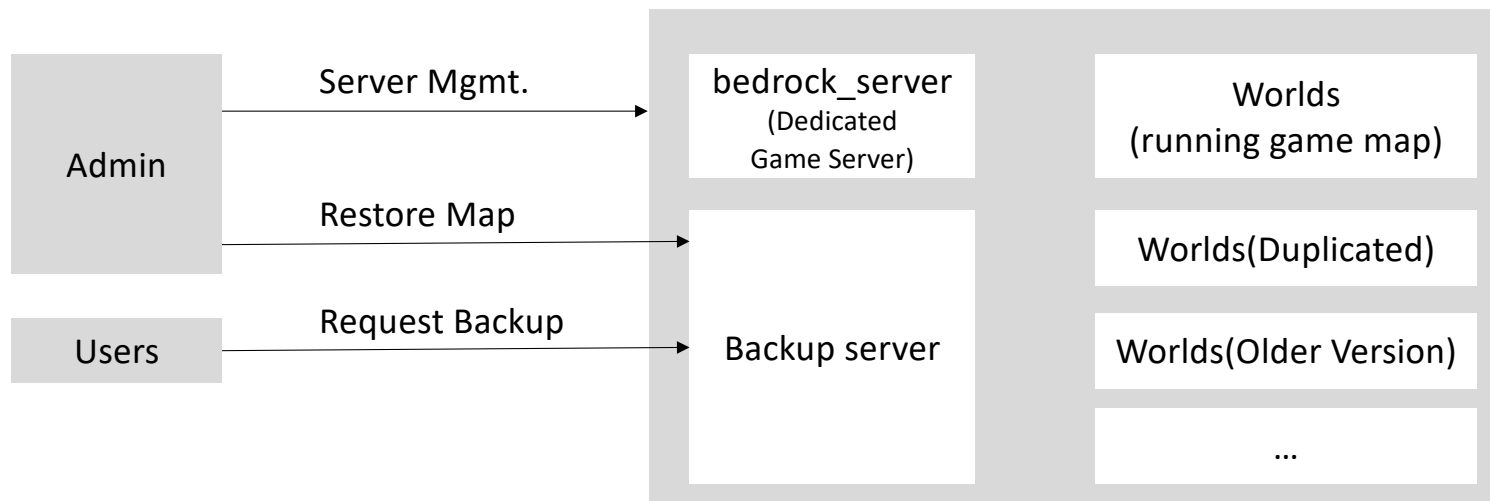 Admin
Users
Server Mgmt.
Restore Map
Request Backup
bedrock_server
(Dedicated
Game Server)
Backup server
Worlds
(running game map)
Worlds(Duplicated)
Worlds(Older Version)
...